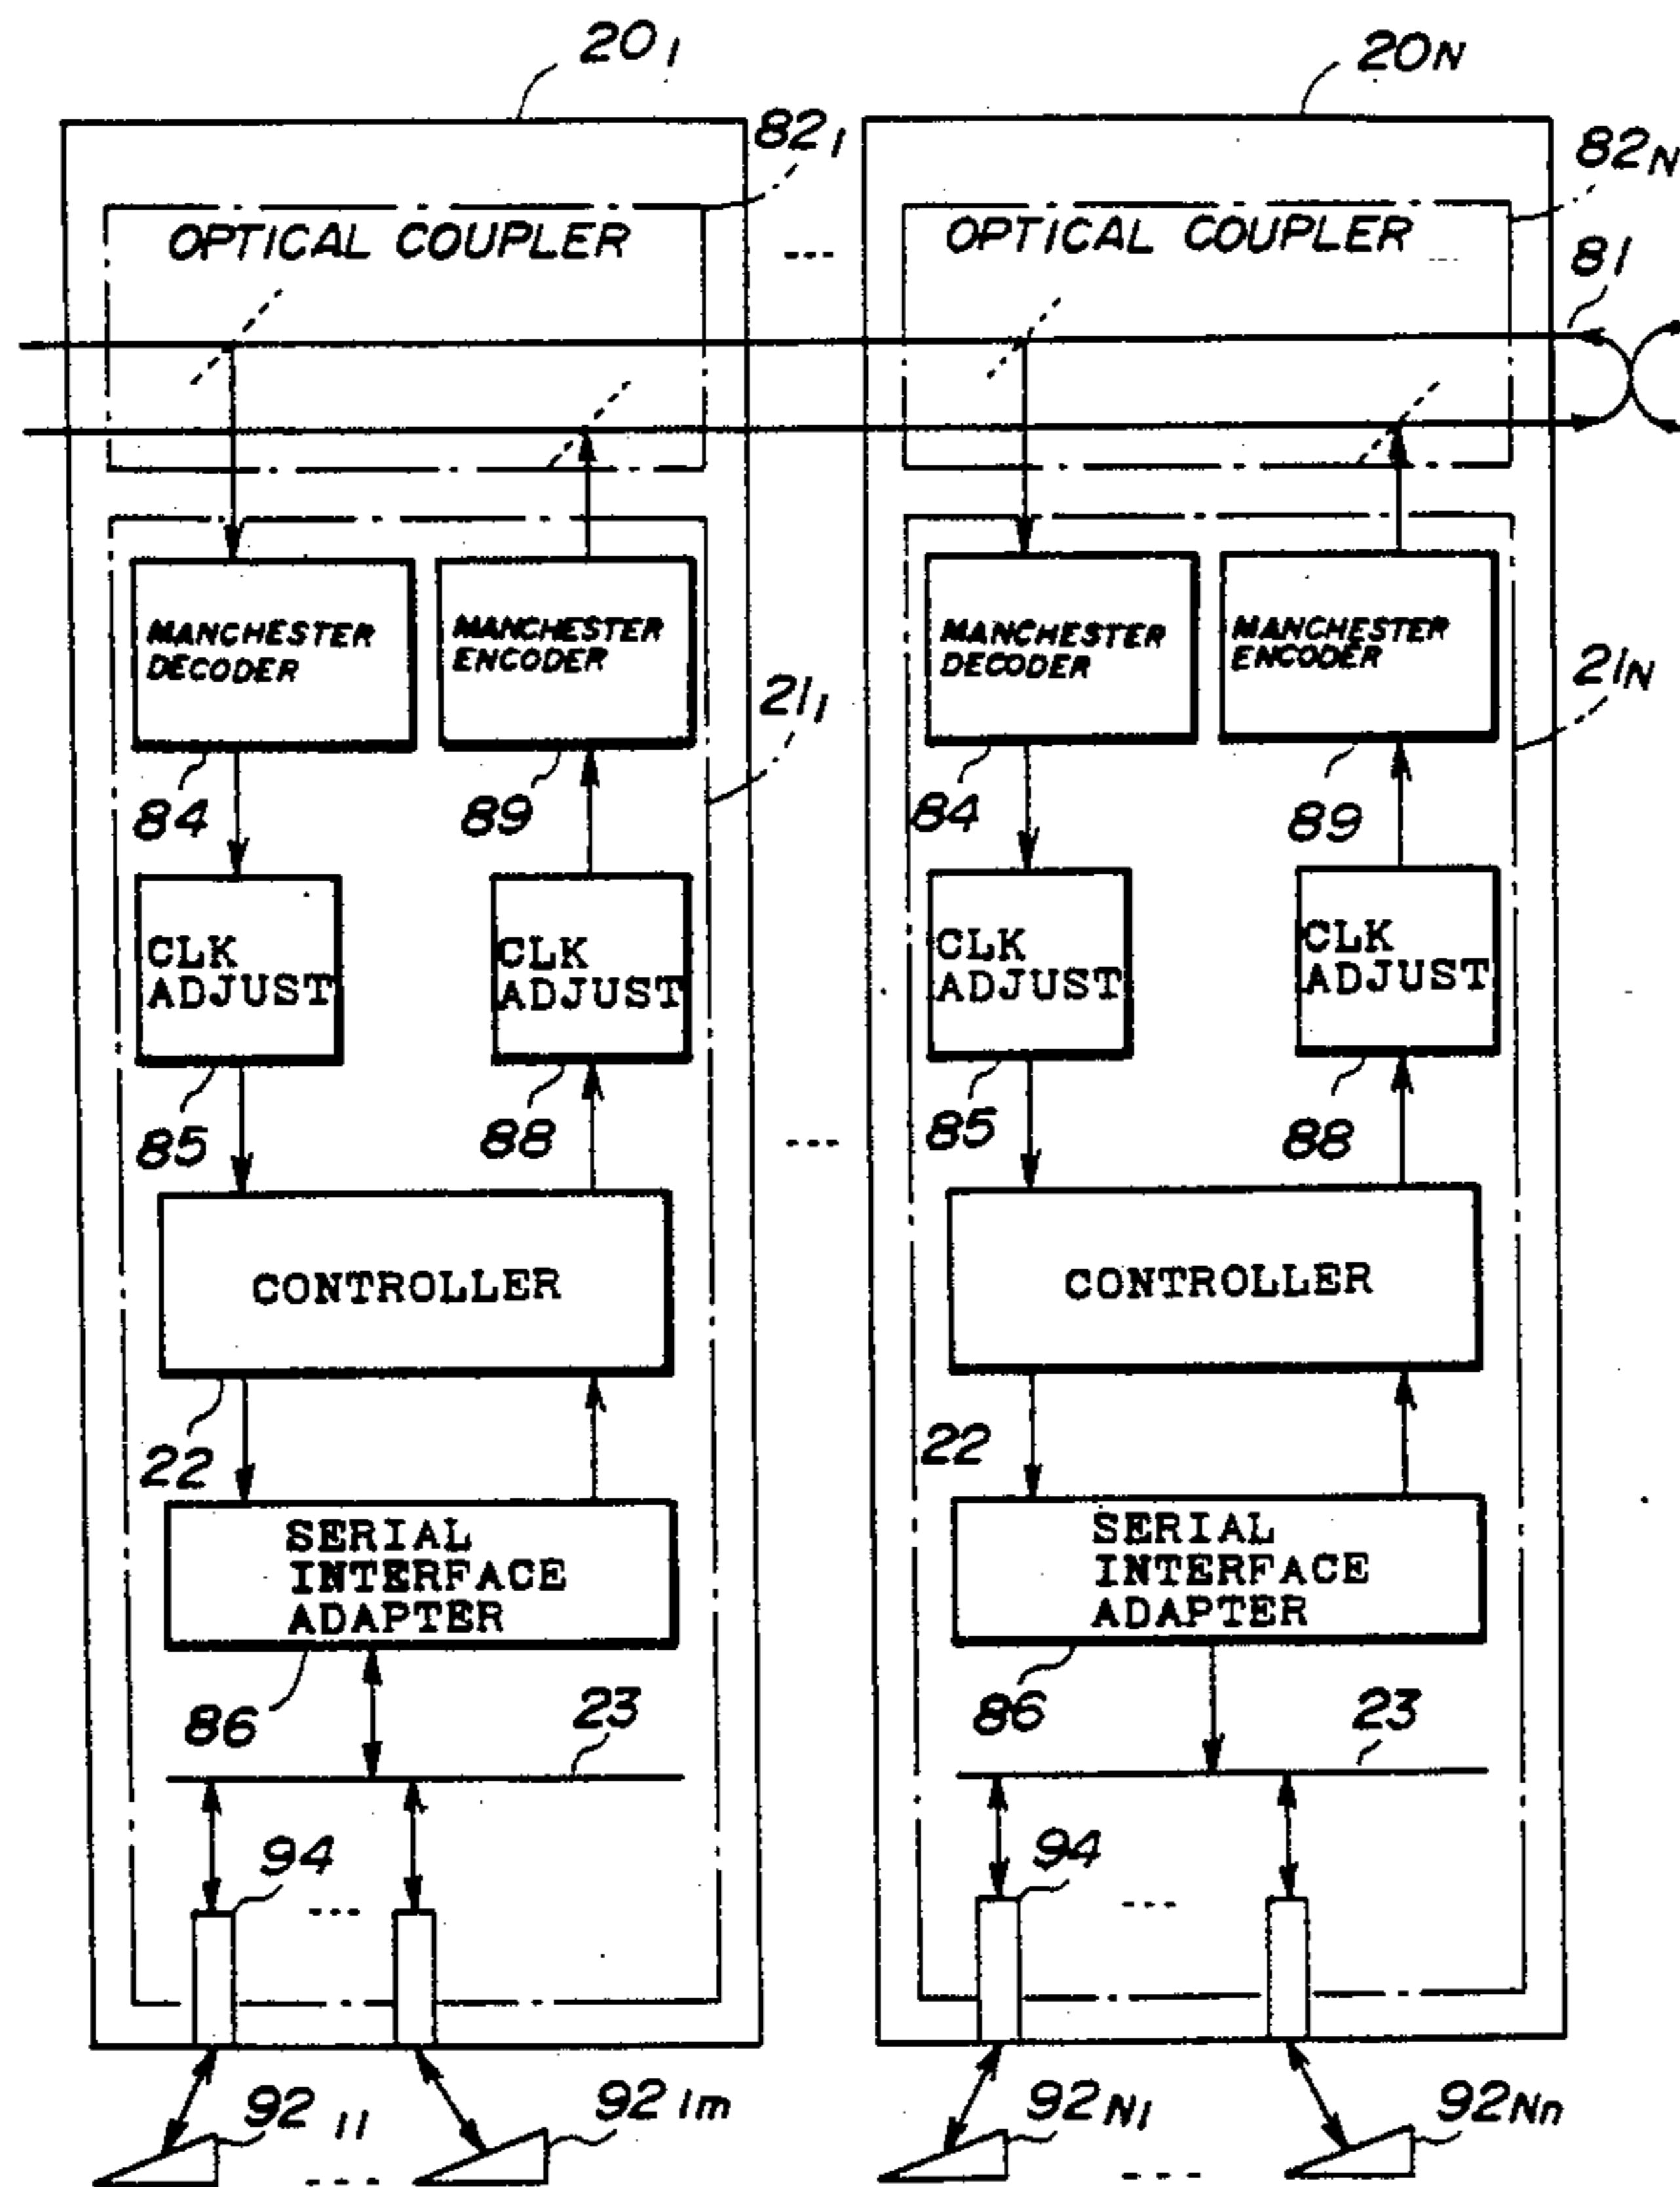 20₁
20N
82₁
82N
OPTICAL COUPLER
---
OPTICAL COUPLER
81
MANCHESTER
DECODER
MANCHESTER
ENCODER
MANCHESTER
DECODER
MANCHESTER
ENCODER
21₁
21N
84
89
84
89
CLK
ADJUST
CLK
ADJUST
CLK
ADJUST
CLK
ADJUST
85
88
---
85
88
CONTROLLER
CONTROLLER
22
22
SERIAL
INTERFACE
ADAPTER
SERIAL
INTERFACE
ADAPTER
86
23
86
23
94
---
94
---
92₁₁
92₁m
92N₁
92Nn
---
---